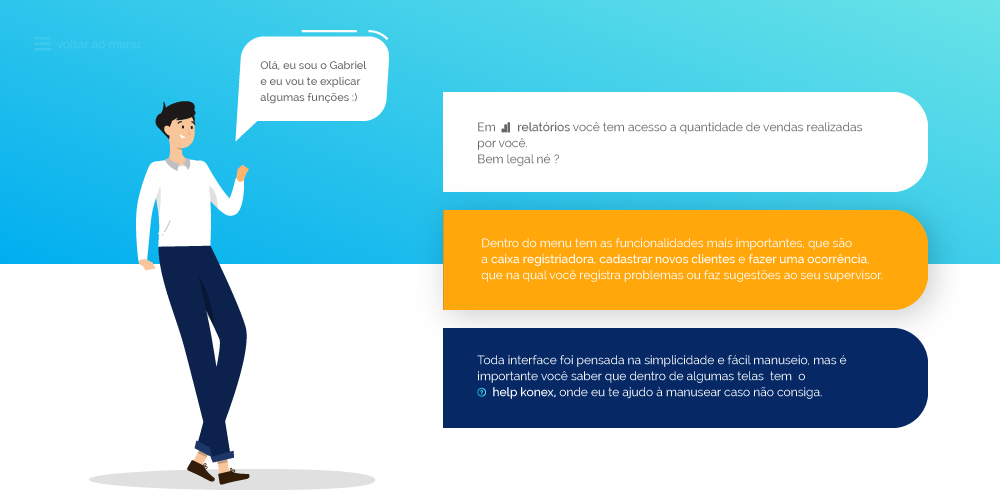 voltar ao menu
Olá, eu sou o Gabriel
e eu vou te explicar
algumas funções :)
Em relatórios você tem acesso a quantidade de vendas realizadas
por você.
Bem legal né ?
Dentro do menu tem as funcionalidades mais importantes, que são
a caixa registriadora, cadastrar novos clientes e fazer uma ocorrência,
que na qual você registra problemas ou faz sugestões ao seu supervisor.
Toda interface foi pensada na simplicidade e fácil manuseio, mas é
importante você saber que dentro de algumas telas tem o
help konex, onde eu te ajudo à manusear caso não consiga.